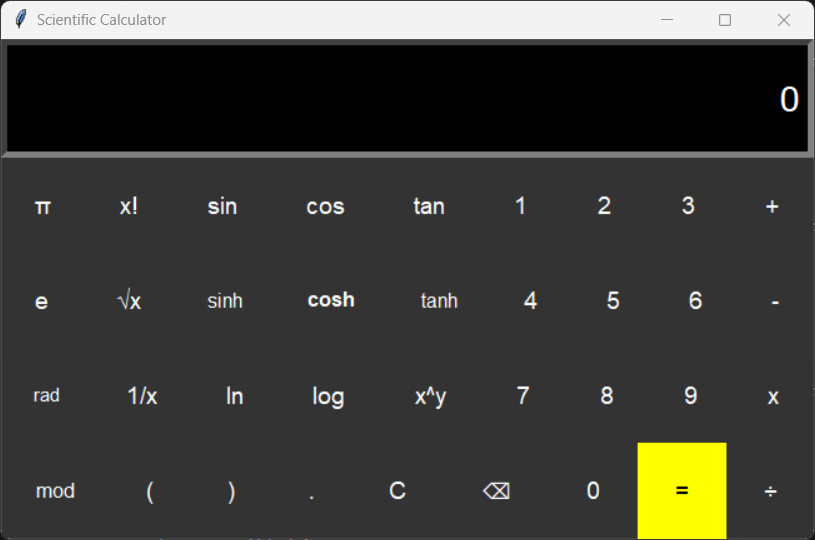 Scientific Calculator
0
π x! sin cos tan 1 2 3 +
e √x sinh cosh tanh 4 5 6 -
rad 1/x ln log x^y 7 8 9 x
mod ( ) . C ⌫ 0 = ÷